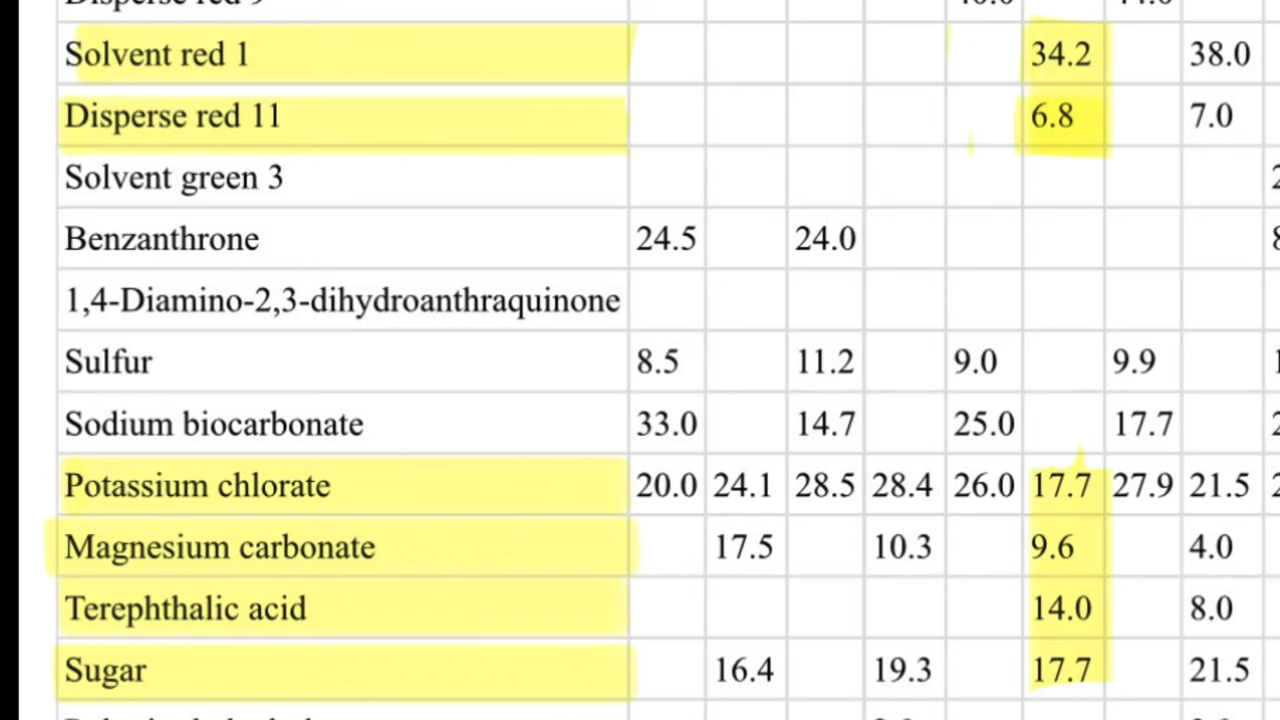 Disperse red 9
Solvent red 1 34.2 38.0
Disperse red 11 6.8 7.0
Solvent green 3
Benzanthrone 24.5 24.0
1,4-Diamino-2,3-dihydroanthraquinone
Sulfur 8.5 11.2 9.0 9.9
Sodium biocarbonate 33.0 14.7 25.0 17.7
Potassium chlorate 20.0 24.1 28.5 28.4 26.0 17.7 27.9 21.5
Magnesium carbonate 17.5 10.3 9.6 4.0
Terephthalic acid 14.0 8.0
Sugar 16.4 19.3 17.7 21.5